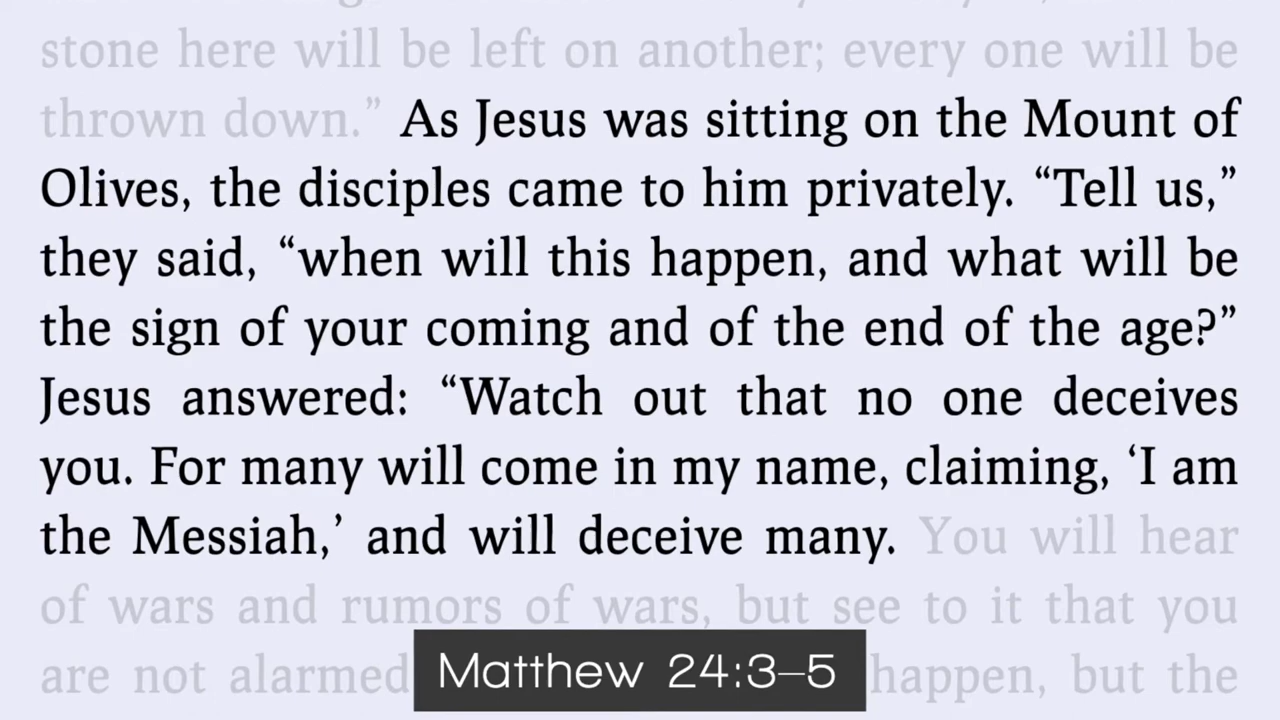 stone here will be left on another; every one will be
thrown down.” As Jesus was sitting on the Mount of
Olives, the disciples came to him privately. “Tell us,”
they said, “when will this happen, and what will be
the sign of your coming and of the end of the age?”
Jesus answered: “Watch out that no one deceives
you. For many will come in my name, claiming, ‘I am
the Messiah,’ and will deceive many. You will hear
of wars and rumors of wars, but see to it that you
are not alarmed happen, but the
Matthew 24:3–5